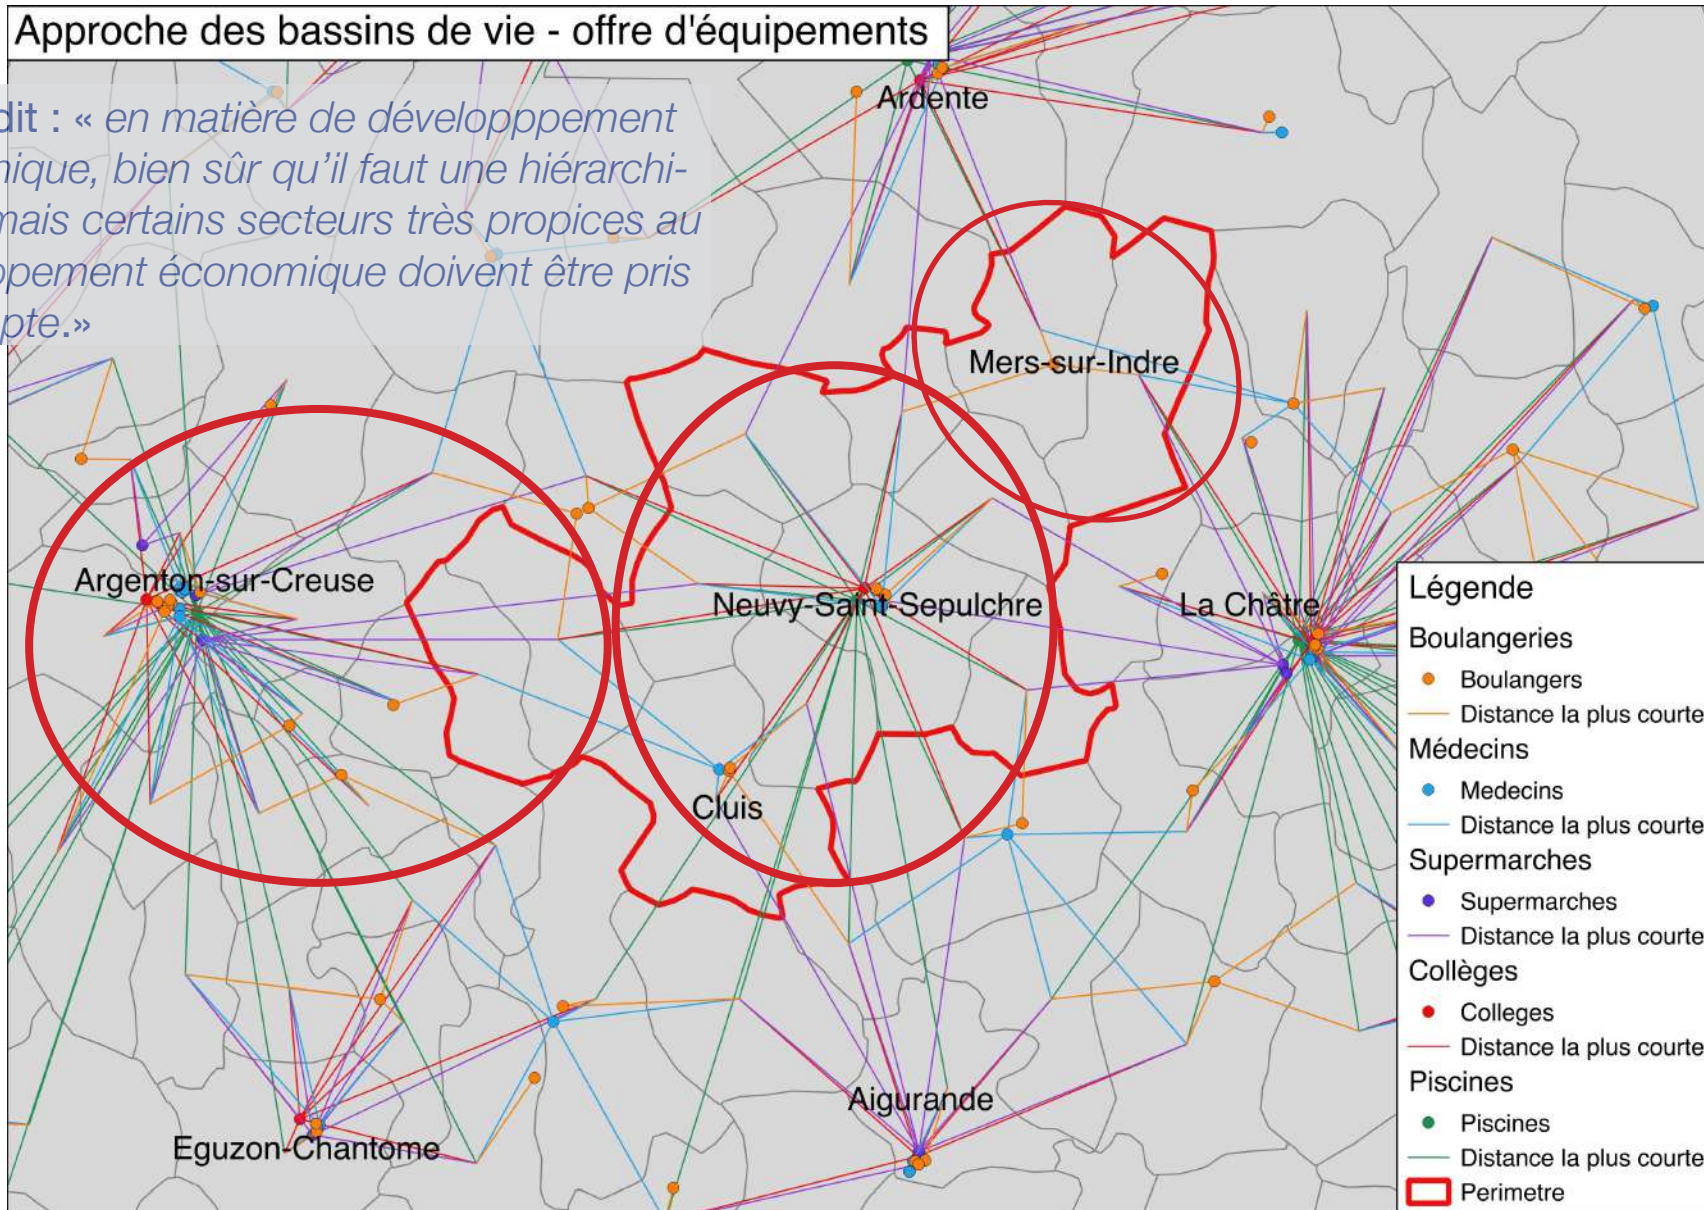 Approche des bassins de vie - offre d'équipements
dit : « en matière de développpement
nique, bien sûr qu'il faut une hiérarchi-
mais certains secteurs très propices au
ppement économique doivent être pris
pte.»
Ardente
Mers-sur-Indre
Argenton-sur-Creuse
Neuvy-Saint-Sepulchre
La Châtre
Cluis
Aigurande
Eguzon-Chantome
Légende
Boulangeries
Boulangers
Distance la plus courte
Médecins
Medecins
Distance la plus courte
Supermarches
Supermarches
Distance la plus courte
Collèges
Colleges
Distance la plus courte
Piscines
Piscines
Distance la plus courte
Perimetre